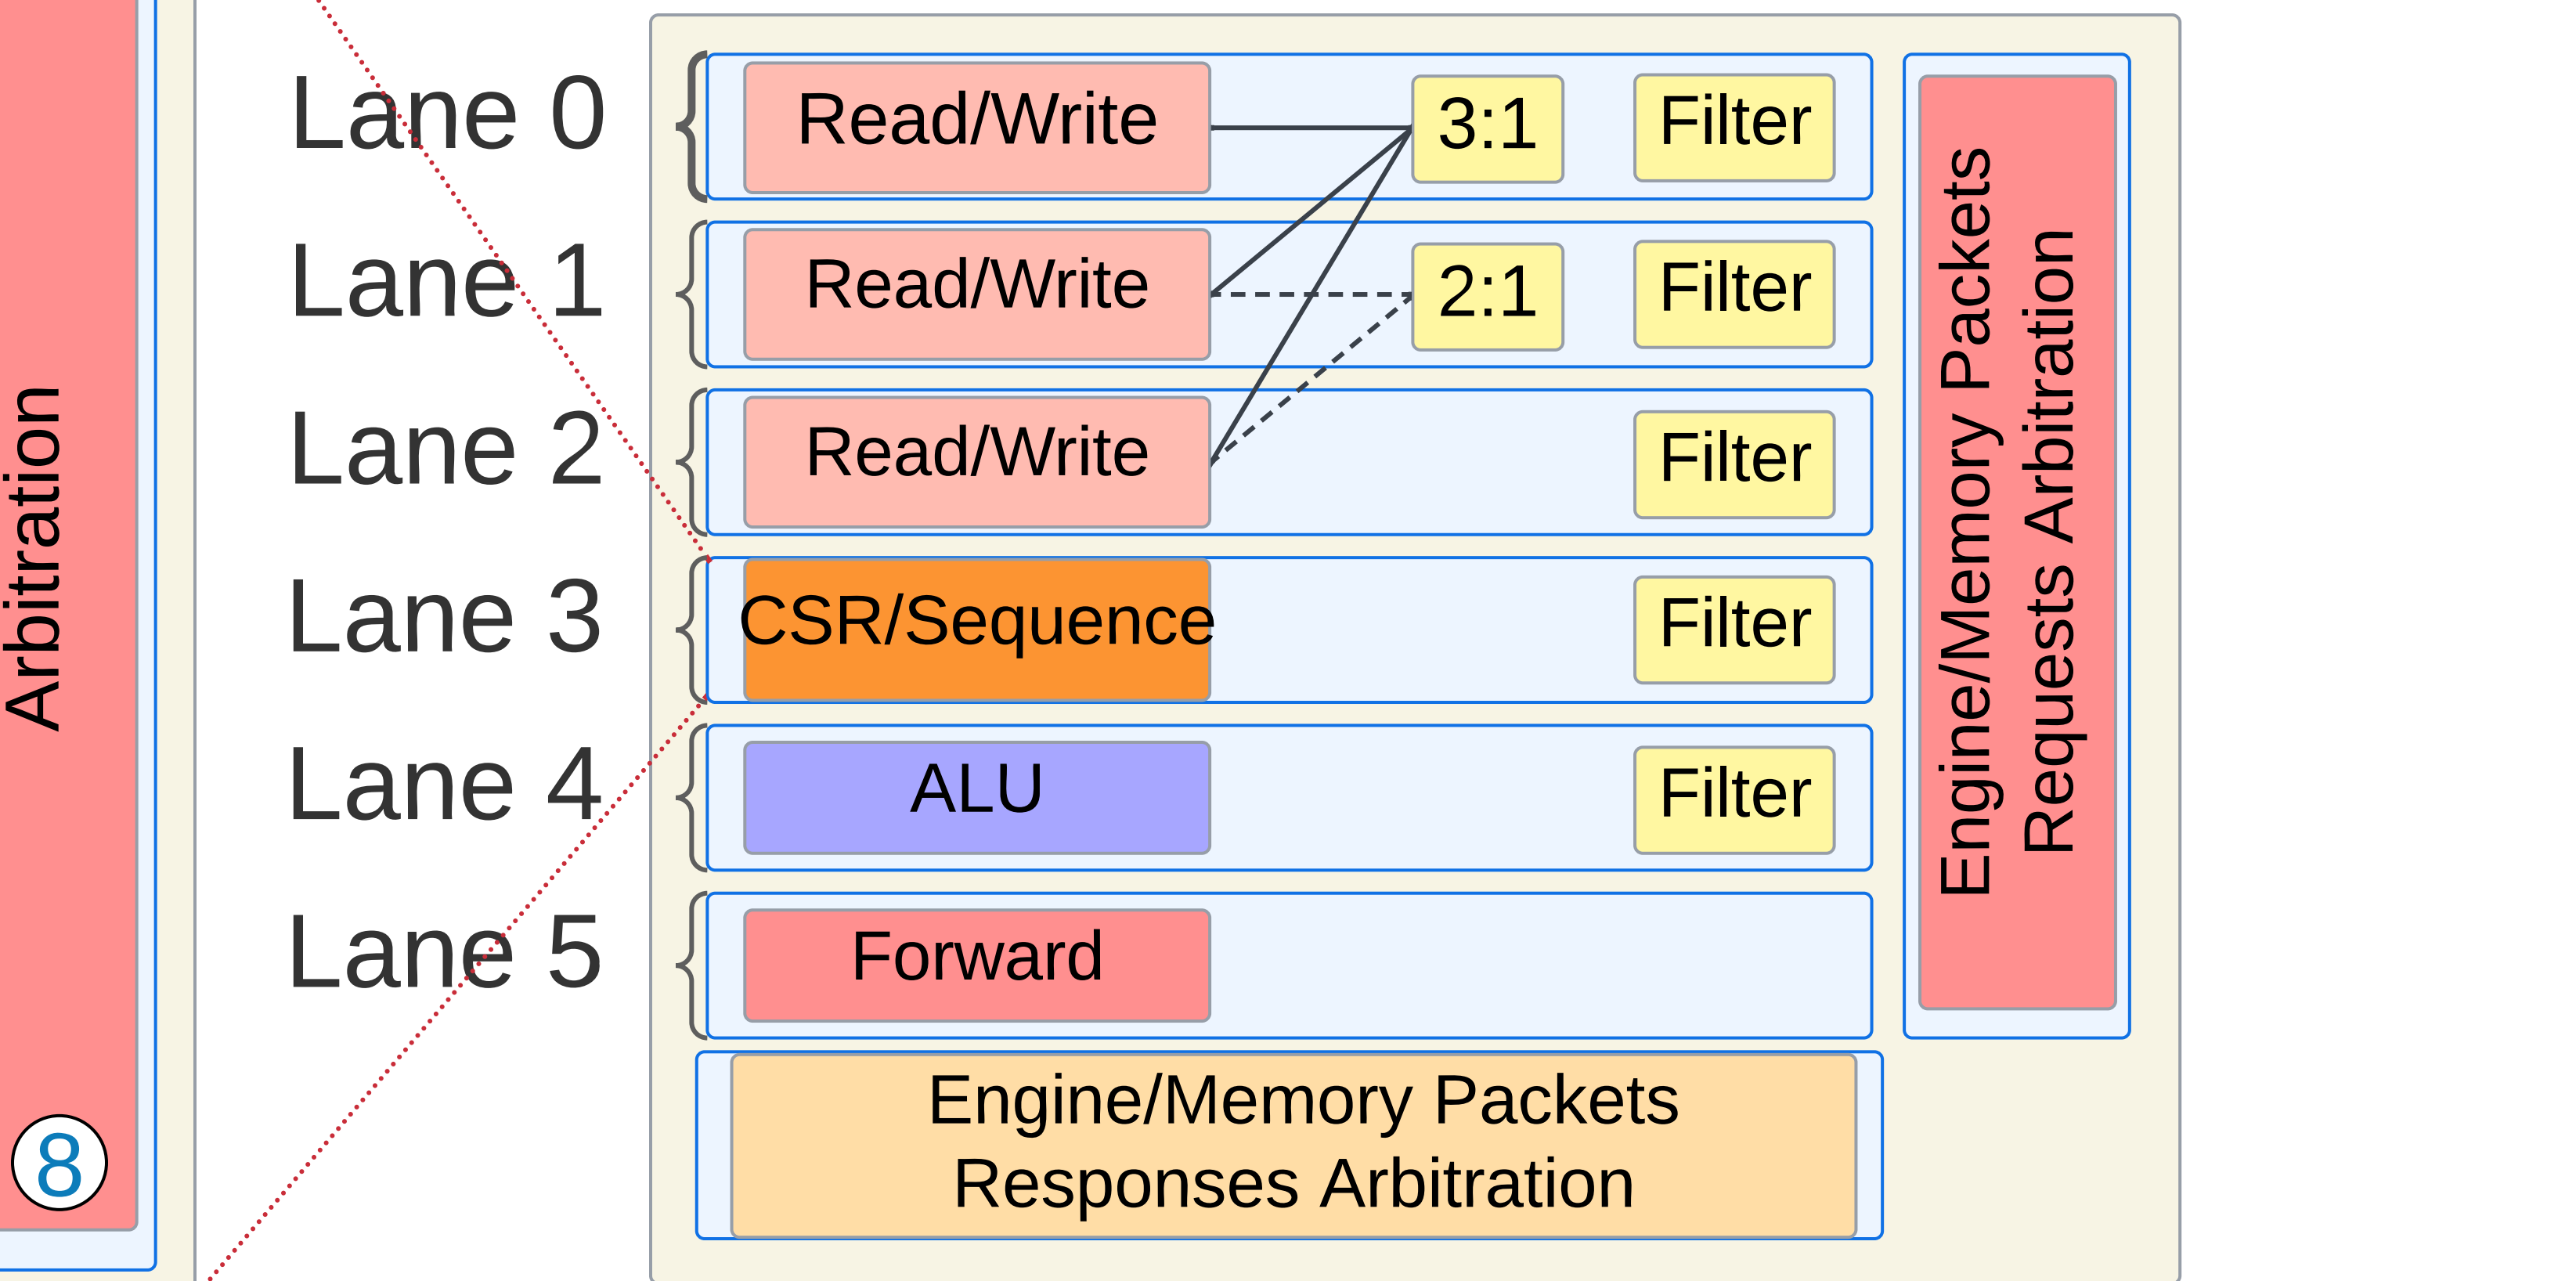 Arbitration
8
Lane 0
Read/Write
3:1
Filter
Lane 1
Read/Write
2:1
Filter
Lane 2
Read/Write
Filter
Lane 3
CSR/Sequence
Filter
Lane 4
ALU
Filter
Lane 5
Forward
Engine/Memory Packets
Requests Arbitration
Engine/Memory Packets
Responses Arbitration